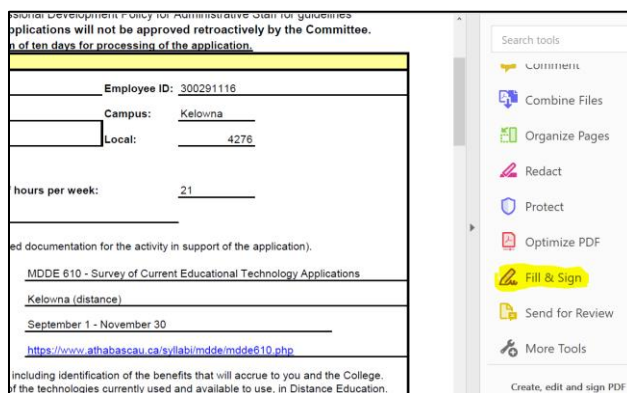 ssional Development Policy for Administrative Staff for guidelines
pplications will not be approved retroactively by the Committee.
m of ten days for processing of the application.
Employee ID: 300291116
Campus: Kelowna
Local: 4276
hours per week: 21
ed documentation for the activity in support of the application).
MDDE 610 - Survey of Current Educational Technology Applications
Kelowna (distance)
September 1 - November 30
https://www.athabascau.ca/syllabi/mdde/mdde610.php
including identification of the benefits that will accrue to you and the College.
of the technologies currently used and available to use, in Distance Education.
Search tools
Comment
Combine Files
Organize Pages
Redact
Protect
Optimize PDF
Fill & Sign
Send for Review
More Tools
Create, edit and sign PDF